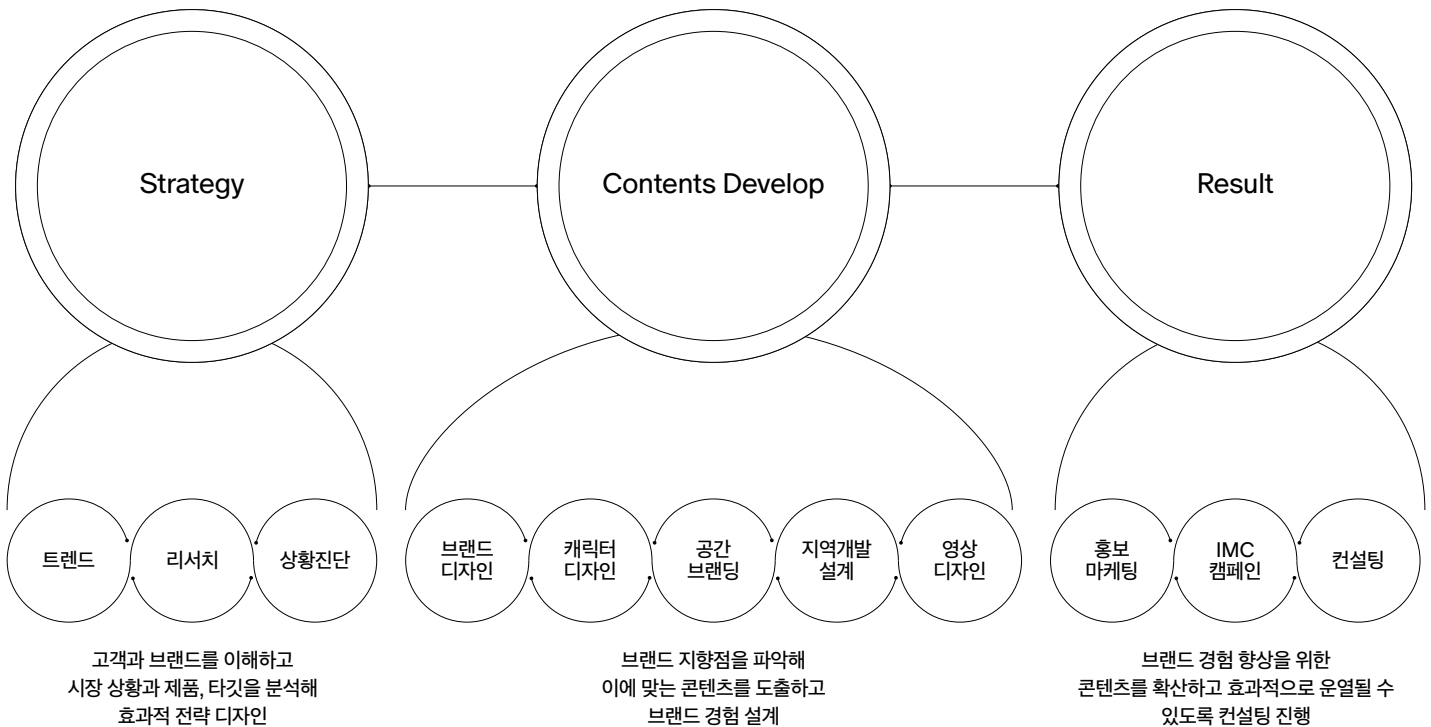 Strategy
Contents Develop
Result
트렌드
리서치
상황진단
브랜드
디자인
캐릭터
디자인
공간
브랜딩
지역개발
설계
영상
디자인
홍보
마케팅
IMC
캠페인
컨설팅
고객과 브랜드를 이해하고
시장 상황과 제품, 타깃을 분석해
효과적 전략 디자인
브랜드 지향점을 파악해
이에 맞는 콘텐츠를 도출하고
브랜드 경험 설계
브랜드 경험 향상을 위한
콘텐츠를 확산하고 효과적으로 운열될 수
있도록 컨설팅 진행